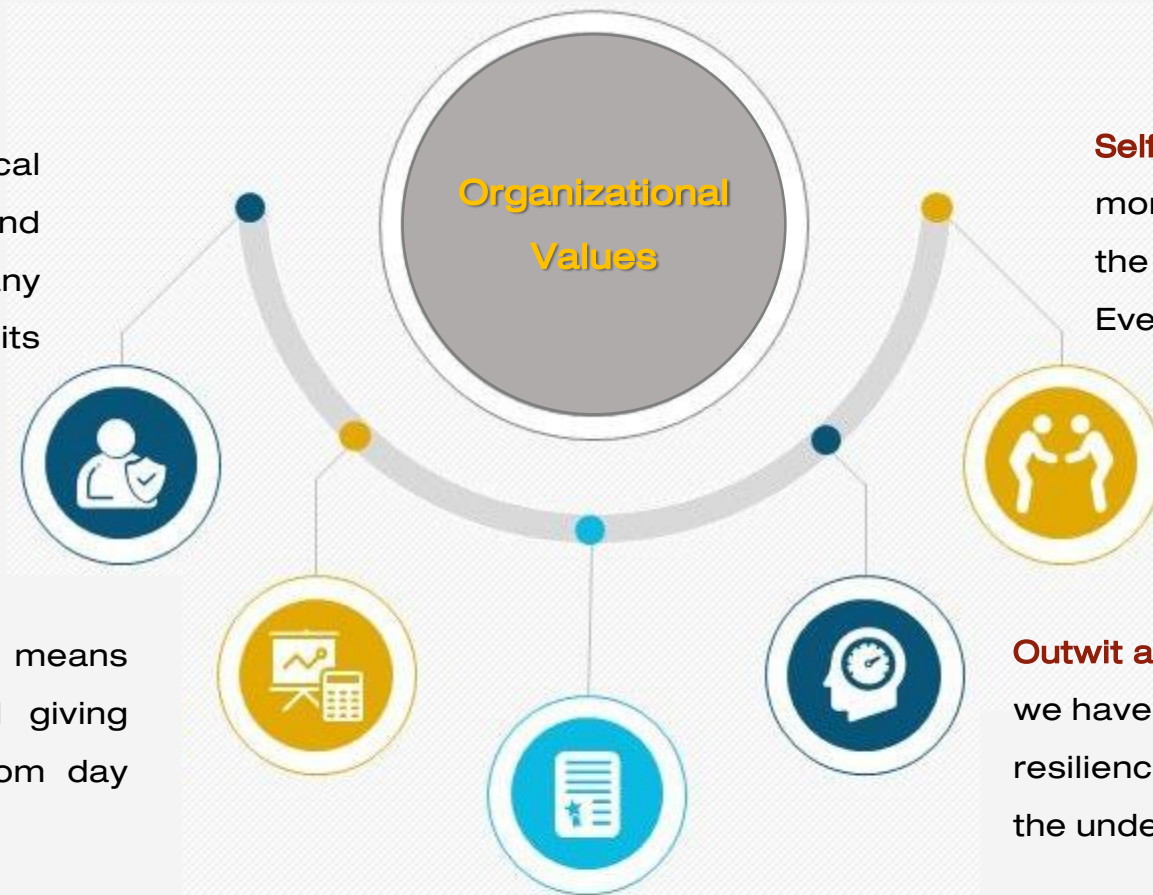 Organizational
Values
cal
nd
any
its
Self
mor
the
Eve
means
giving
om day
Outwit a
we have
resilienc
the unde